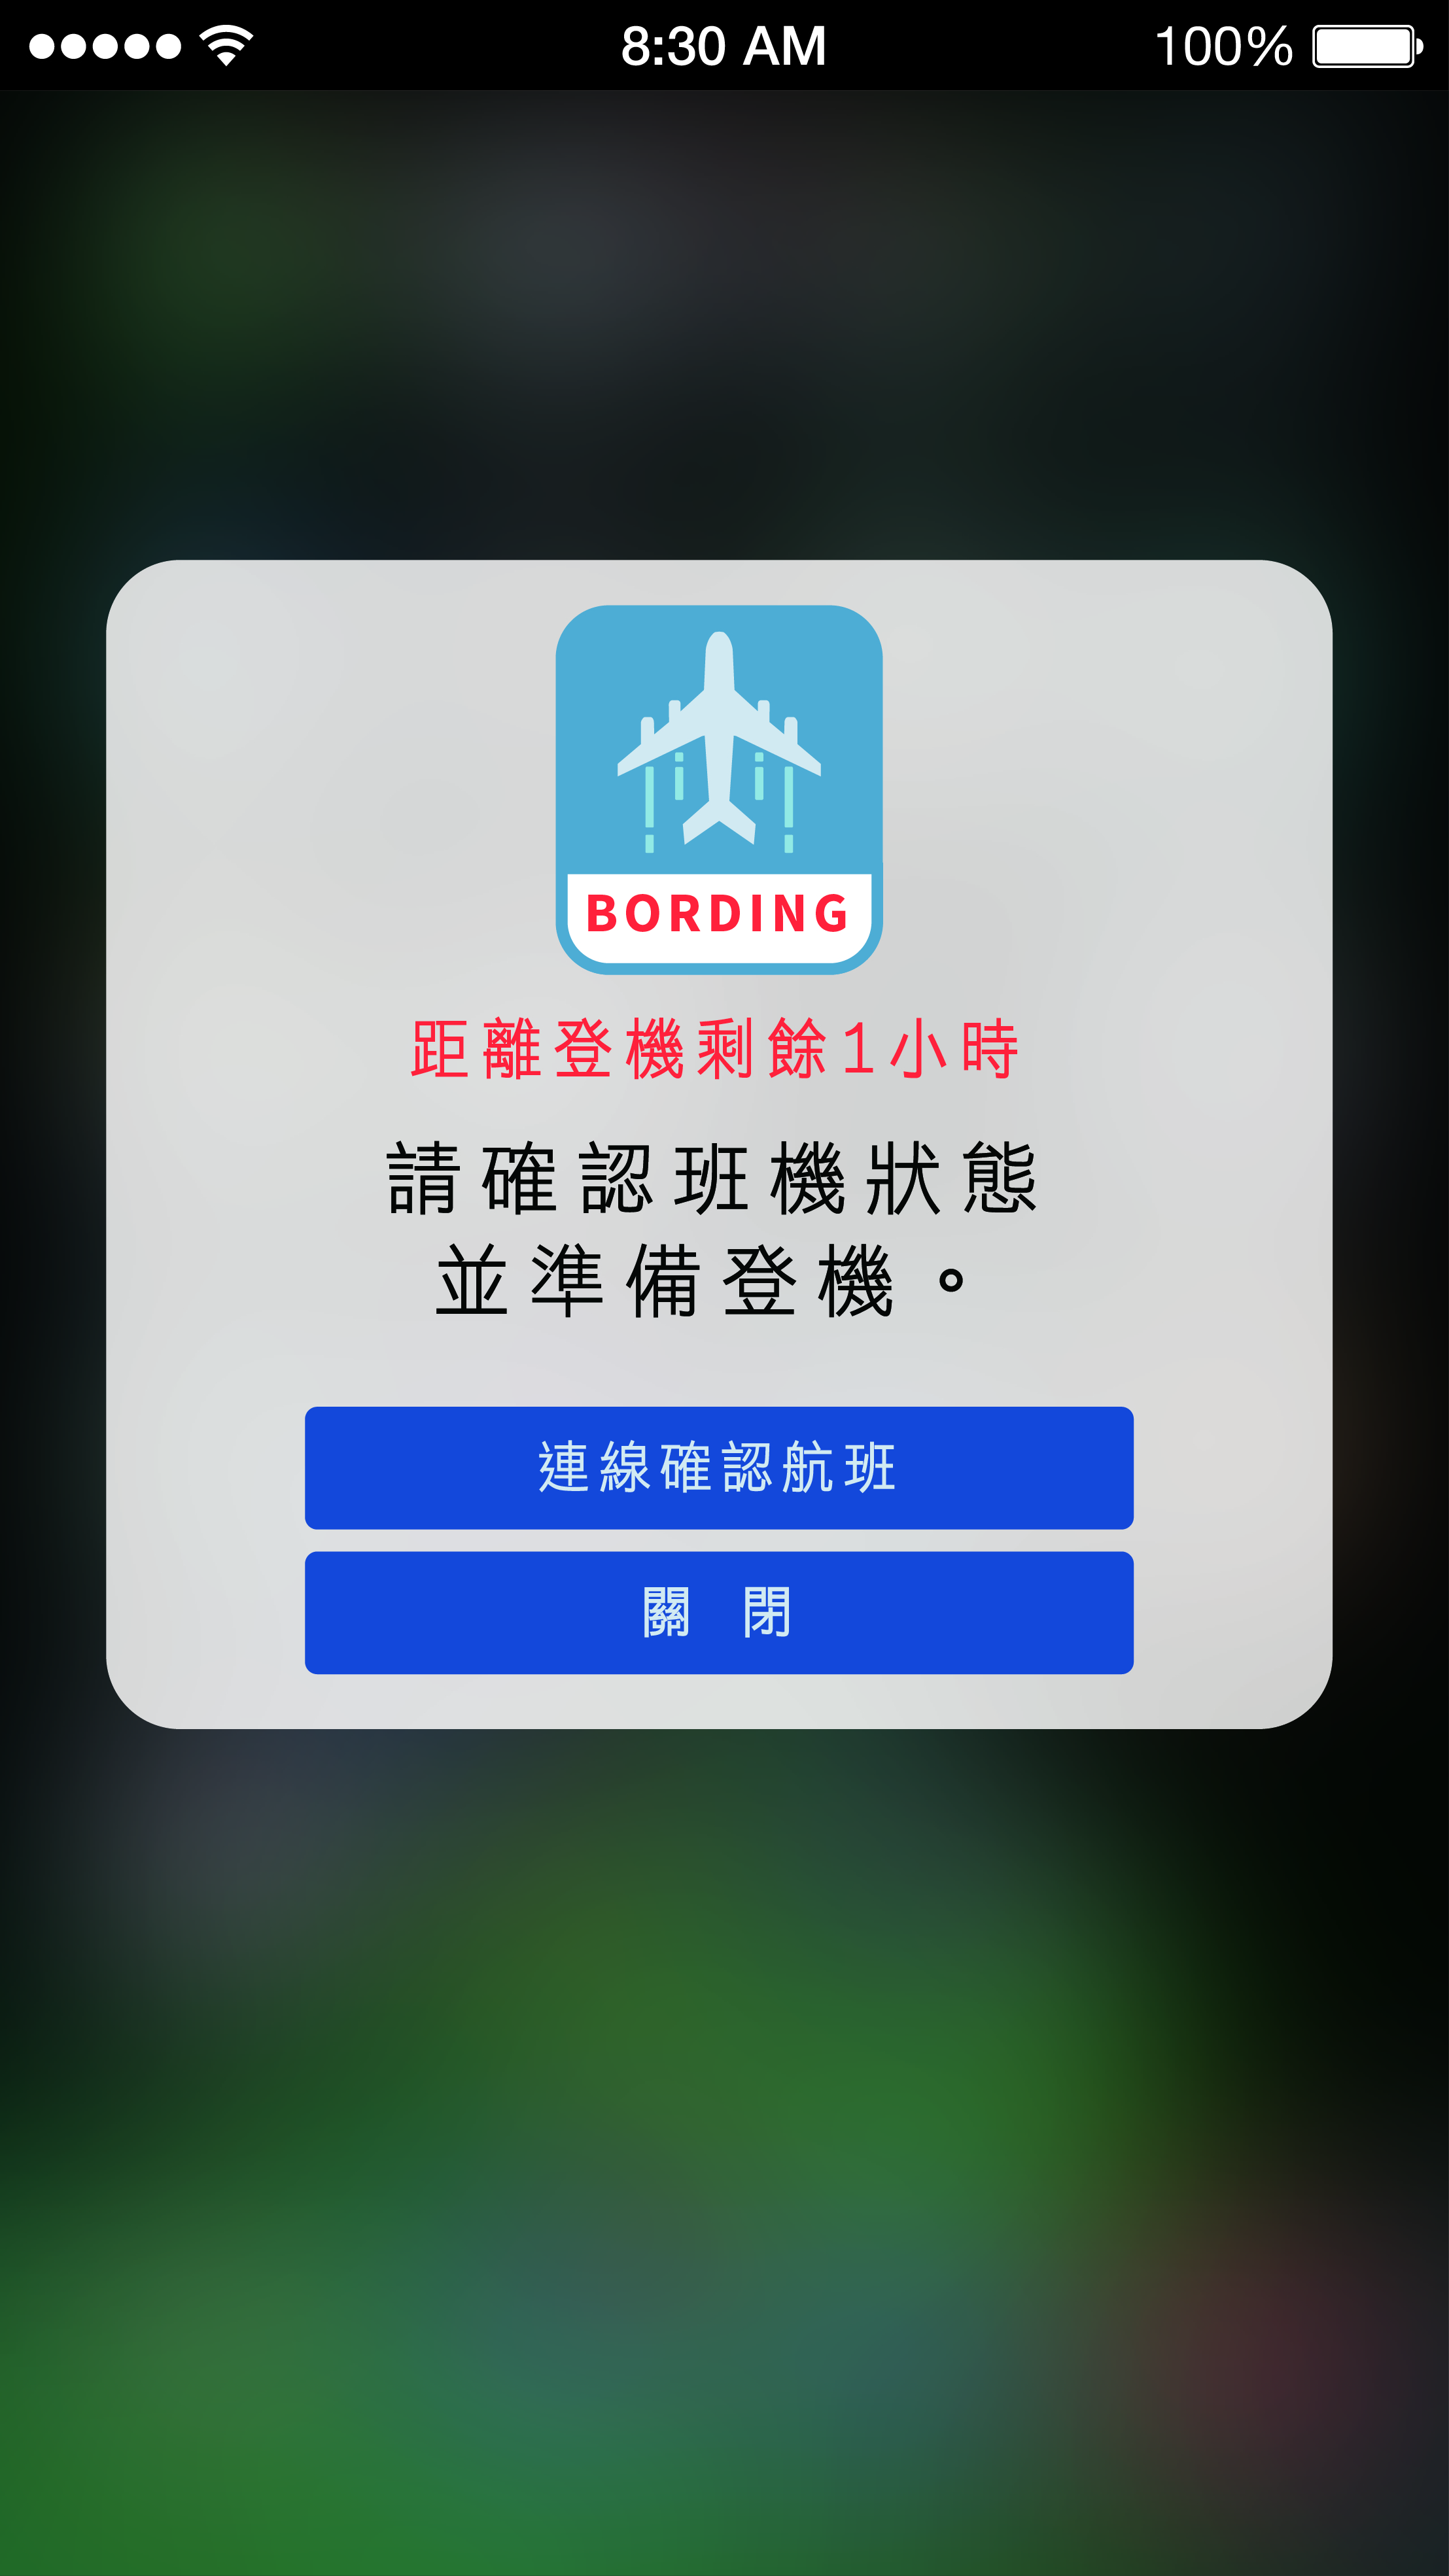 8:30 AM 100%
BORDING
距離登機剩餘1小時
請確認班機狀態
並準備登機。
連線確認航班
關 閉